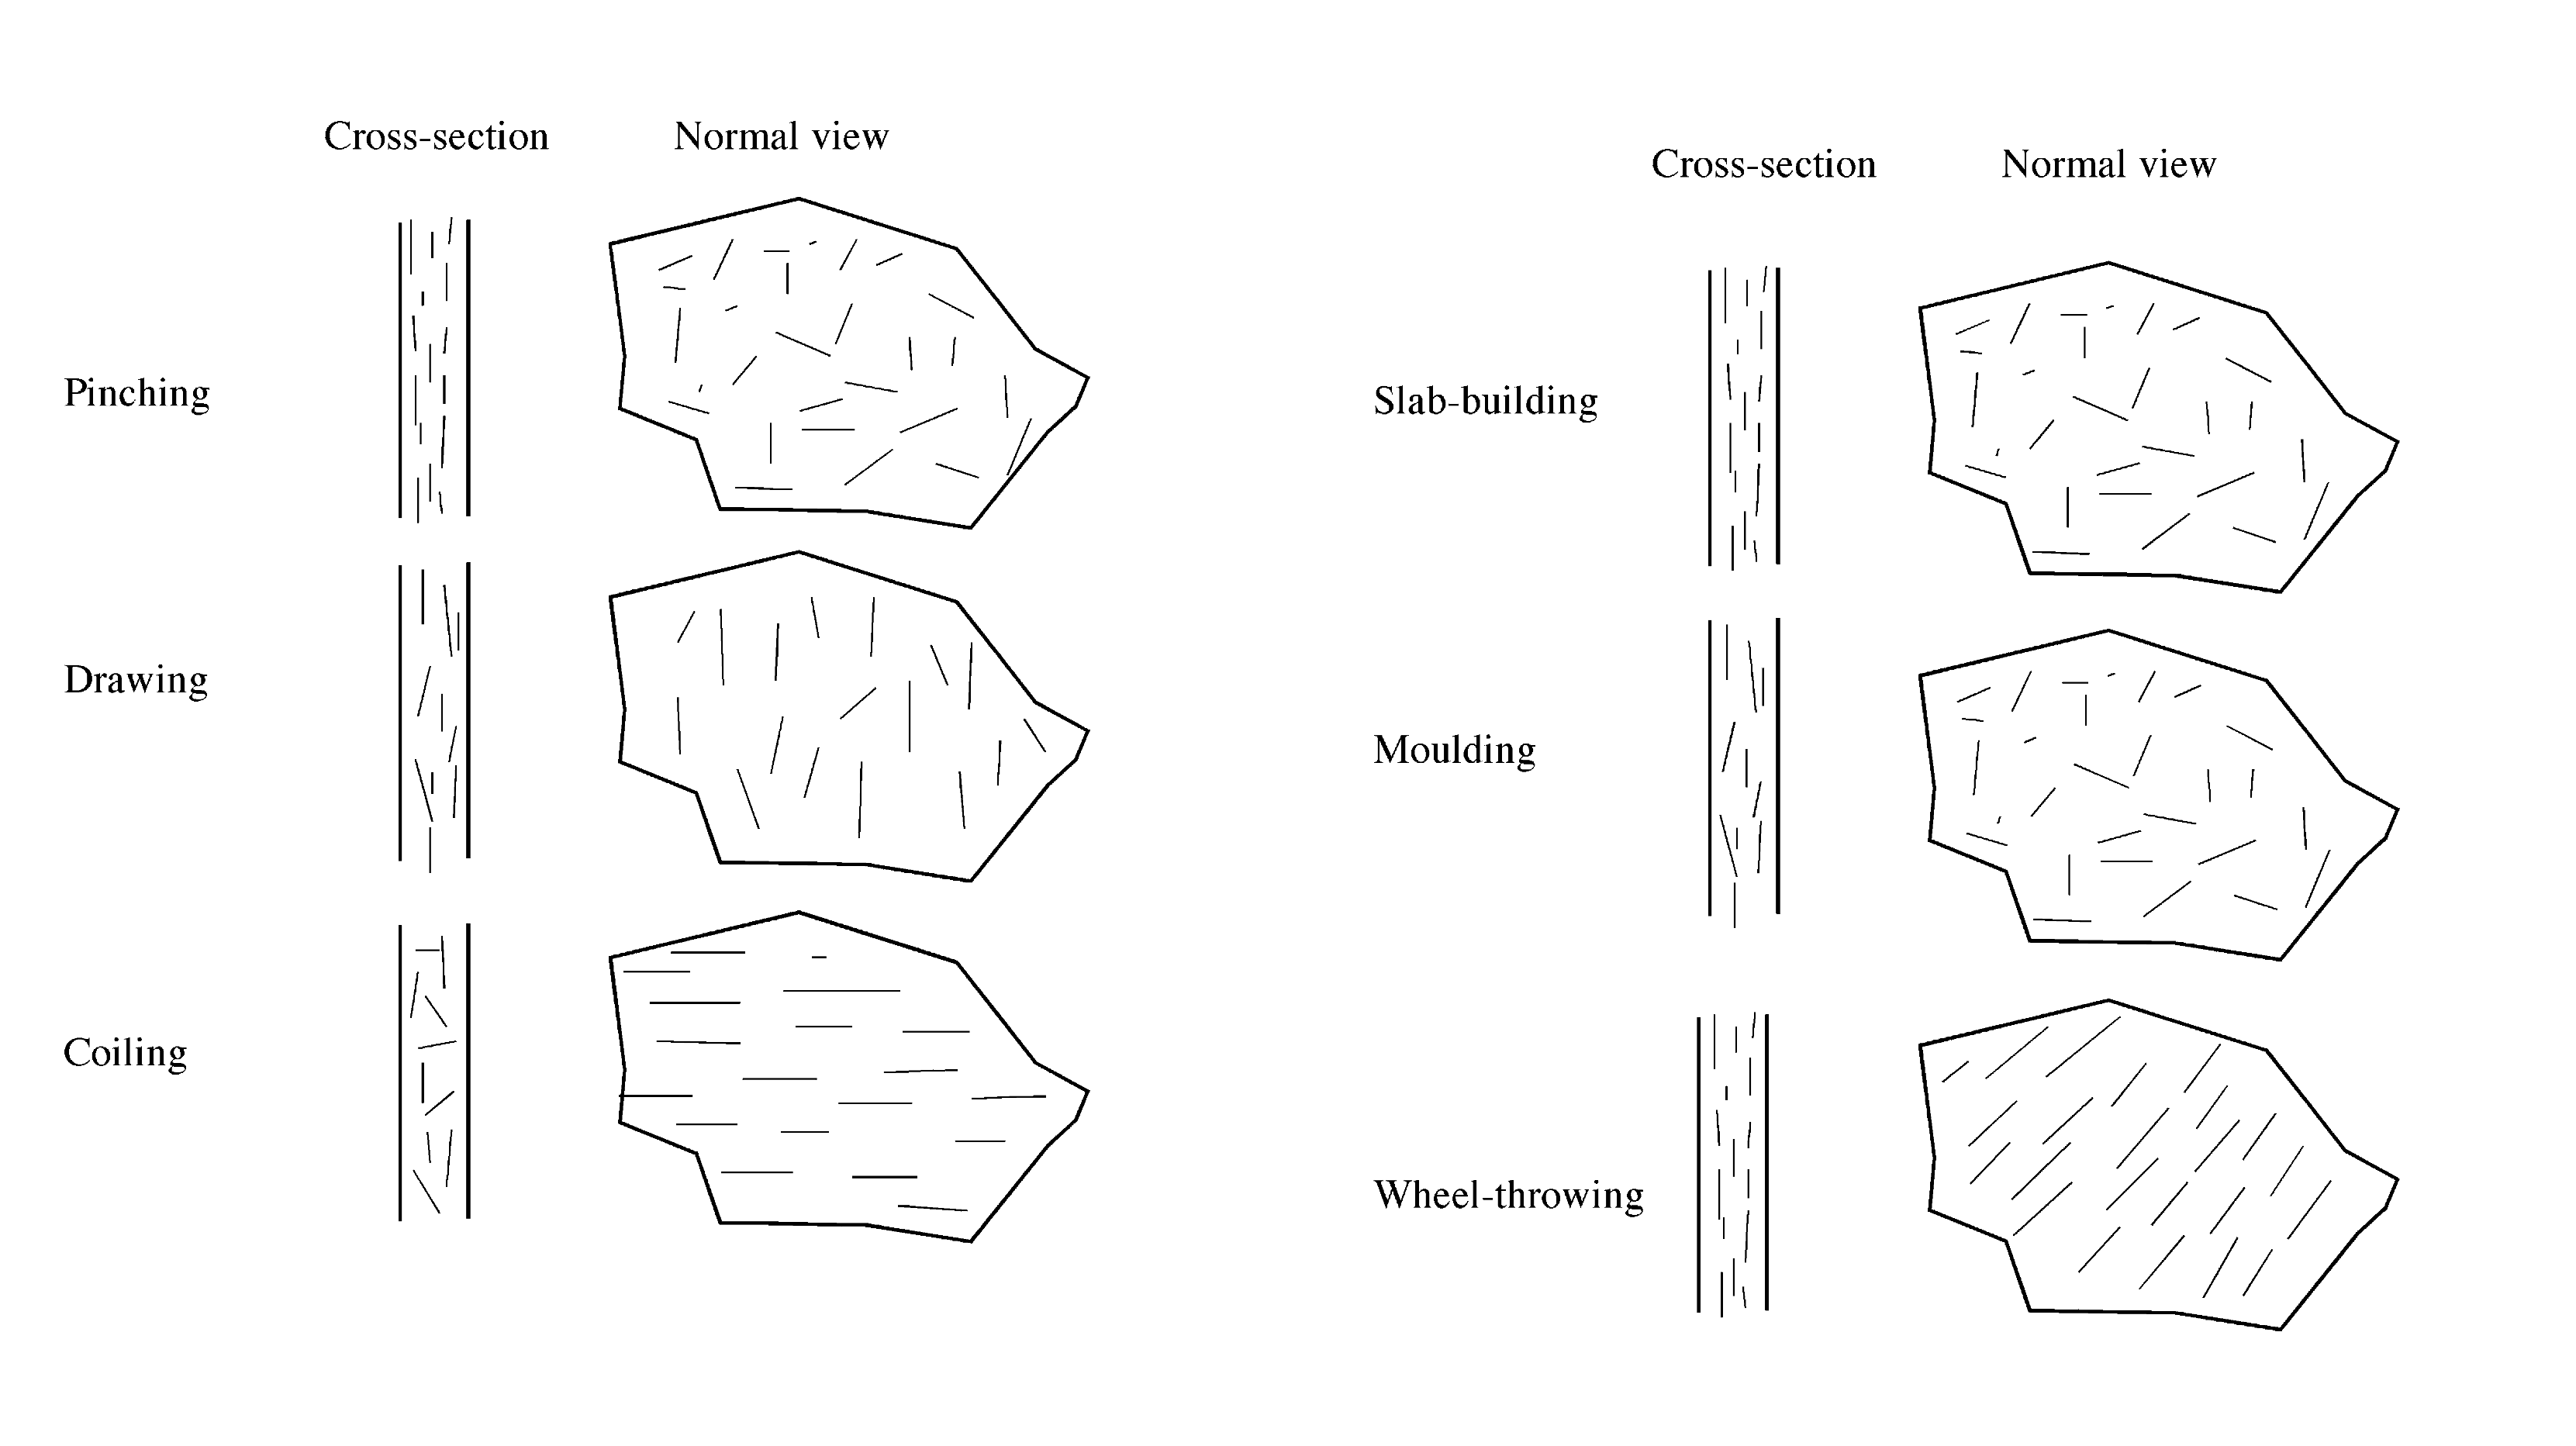 Cross-section Normal view
Pinching
Drawing
Coiling
Cross-section Normal view
Slab-building
Moulding
Wheel-throwing